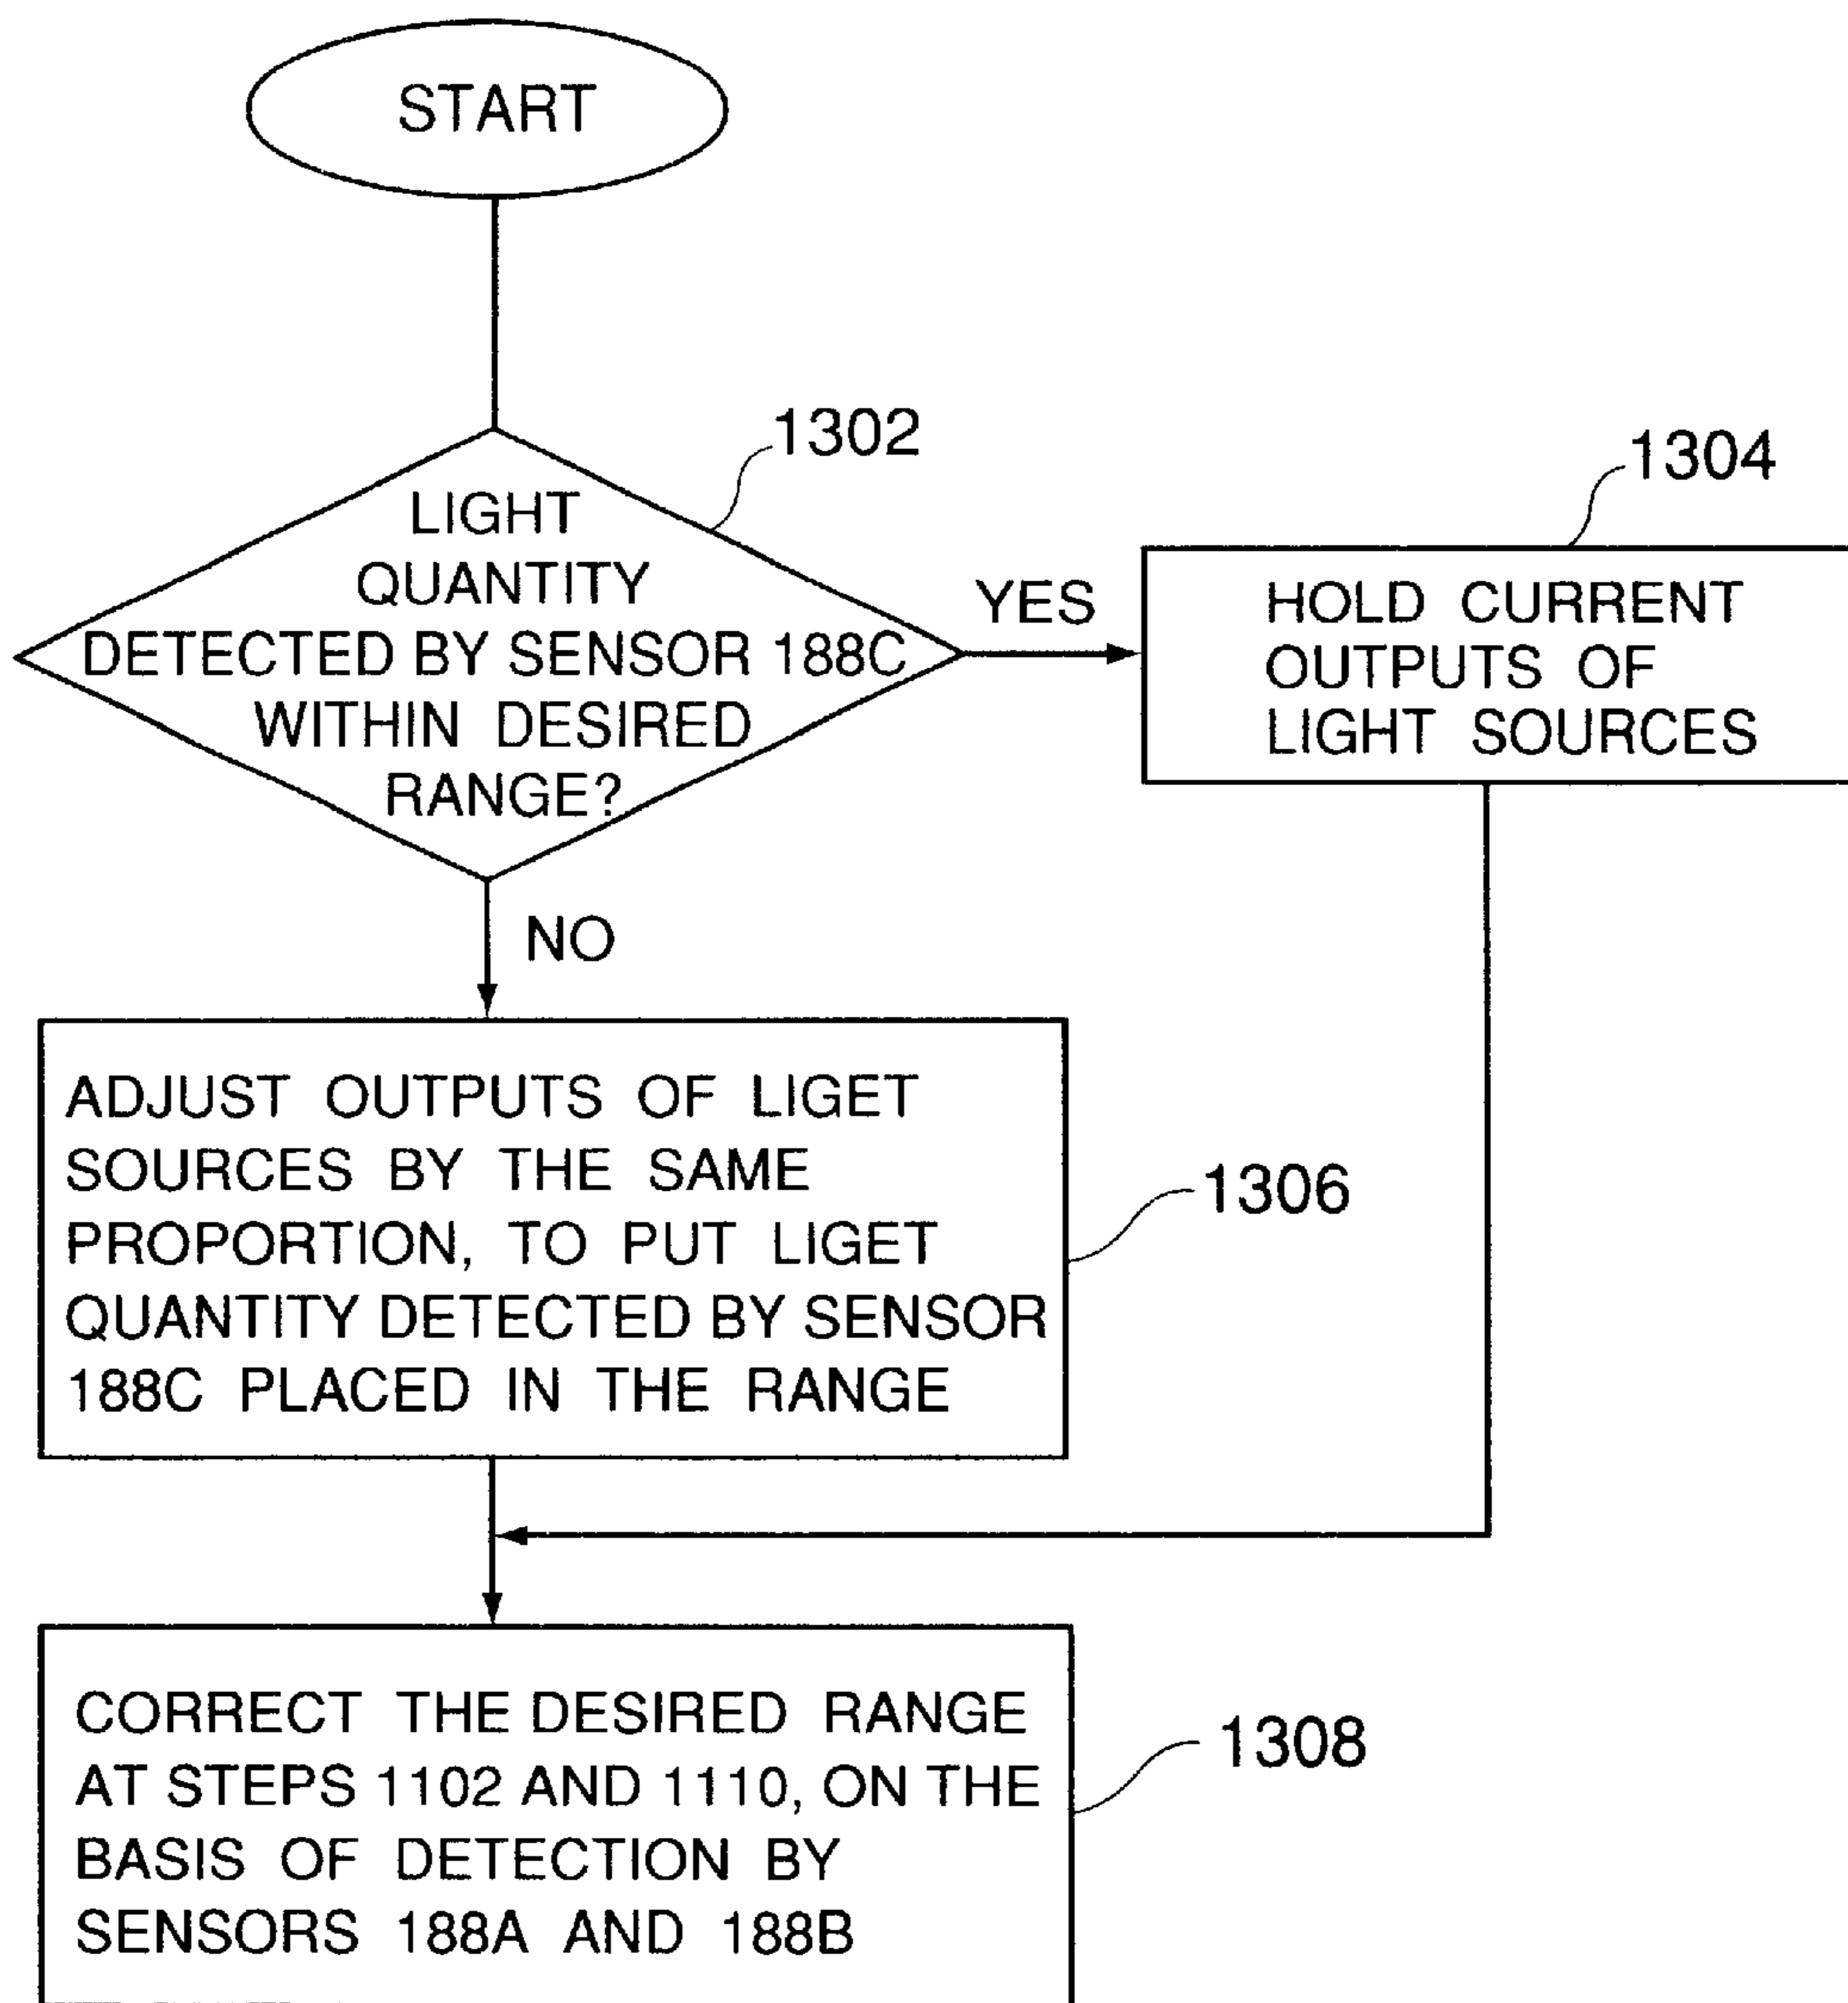 START
1302
LIGHT
QUANTITY
DETECTED BY SENSOR 188C
WITHIN DESIRED
RANGE?
YES
1304
HOLD CURRENT
OUTPUTS OF
LIGHT SOURCES
NO
ADJUST OUTPUTS OF LIGET
SOURCES BY THE SAME
PROPORTION, TO PUT LIGET
QUANTITY DETECTED BY SENSOR
188C PLACED IN THE RANGE
1306
CORRECT THE DESIRED RANGE
AT STEPS 1102 AND 1110, ON THE
BASIS OF DETECTION BY
SENSORS 188A AND 188B
1308